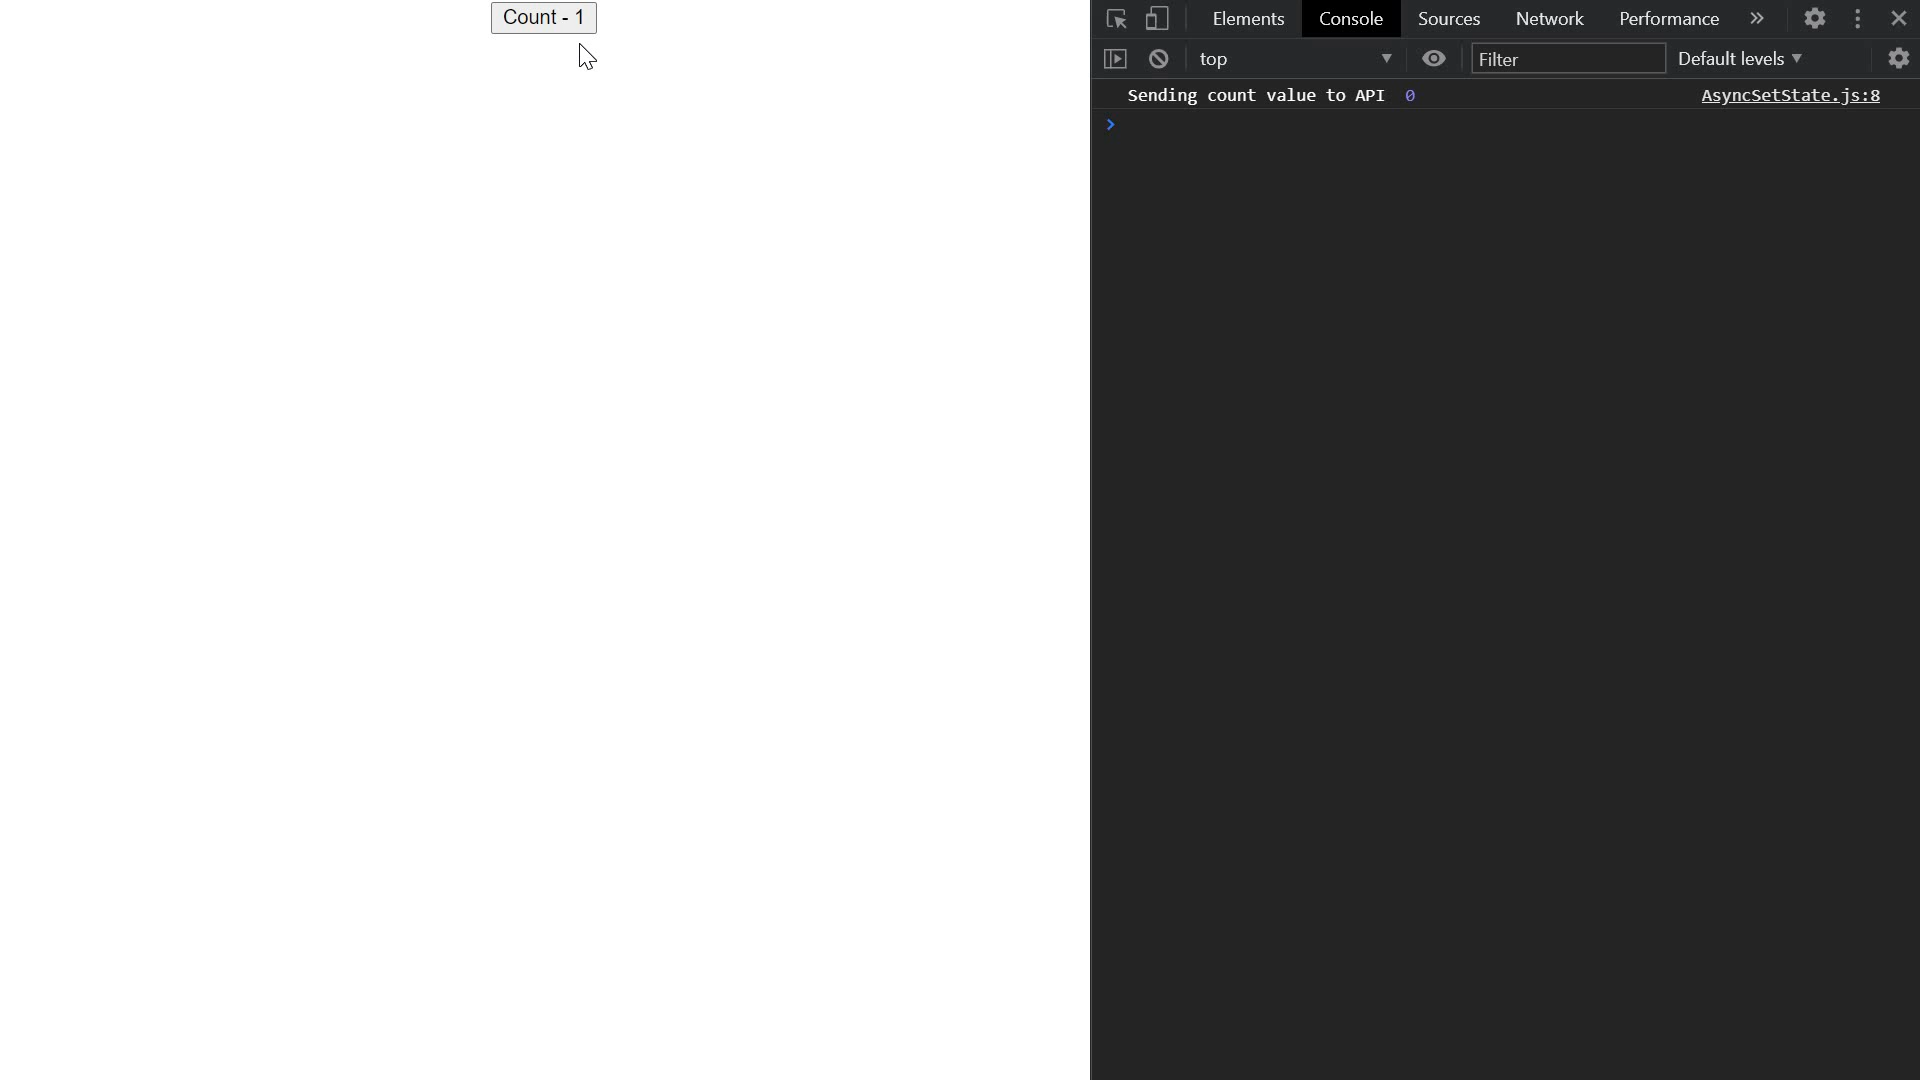 Count - 1
Elements Console Sources Network Performance
top Filter Default levels
Sending count value to API 0 AsyncSetState.js:8